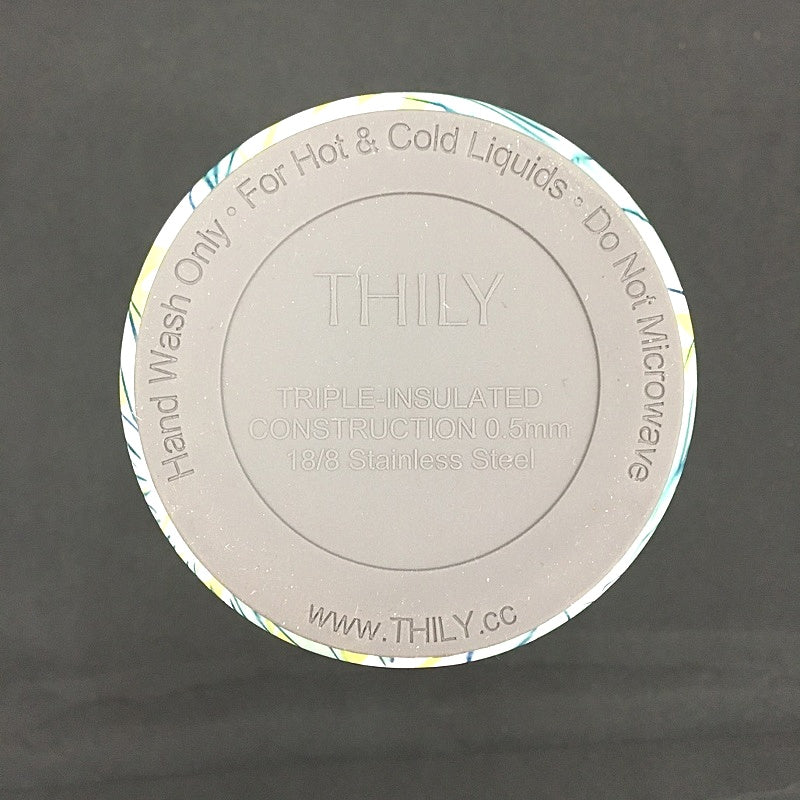 Hand Wash Only ° For Hot & Cold Liquids ° Do Not Microwave
THILY
TRIPLE-INSULATED
CONSTRUCTION 0.5mm
18/8 Stainless Steel
www.THILY.cc